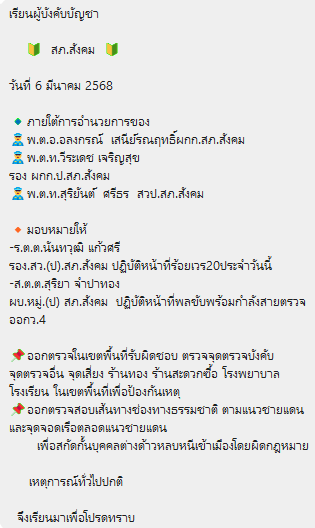 เรียนผู้บังคับบัญชา
🔰 สภ.สังคม 🔰
วันที่ 6 มีนาคม 2568
🔹ภายใต้การอำนวยการของ
👮พ.ต.อ.อลงกรณ์ เสนีย์รณฤทธิ์ผกก.สภ.สังคม
👮พ.ต.ท.วีระเดช เจริญสุข
รอง ผกก.ป.สภ.สังคม
👮พ.ต.ท.สุริยันต์ ศรีธร สวป.สภ.สังคม
🔸มอบหมายให้
-ร.ต.ต.นันทวุฒิ แก้วศรี
รอง.สว.(ป).สภ.สังคม ปฏิบัติหน้าที่ร้อยเวร20ประจำวันนี้
-ส.ต.ต.สุริยา จำปาทอง
ผบ.หมู่.(ป) สภ.สังคม ปฏิบัติหน้าที่พลขับพร้อมกำลังสายตรวจ
ออกว.4
📌ออกตรวจในเขตพื้นที่รับผิดชอบ ตรวจจุดตรวจบังคับ
จุดตรวจอื่น จุดเสี่ยง ร้านทอง ร้านสะดวกซื้อ โรงพยาบาล
โรงเรียน ในเขตพื้นที่เพื่อป้องกันเหตุ
📌ออกตรวจสอบเส้นทางช่องทางธรรมชาติ ตามแนวชายแดน
และจุดจอดเรือตลอดแนวชายแดน
เพื่อสกัดกั้นบุคคลต่างด้าวหลบหนีเข้าเมืองโดยผิดกฎหมาย
เหตุการณ์ทั่วไปปกติ
จึงเรียนมาเพื่อโปรดทราบ